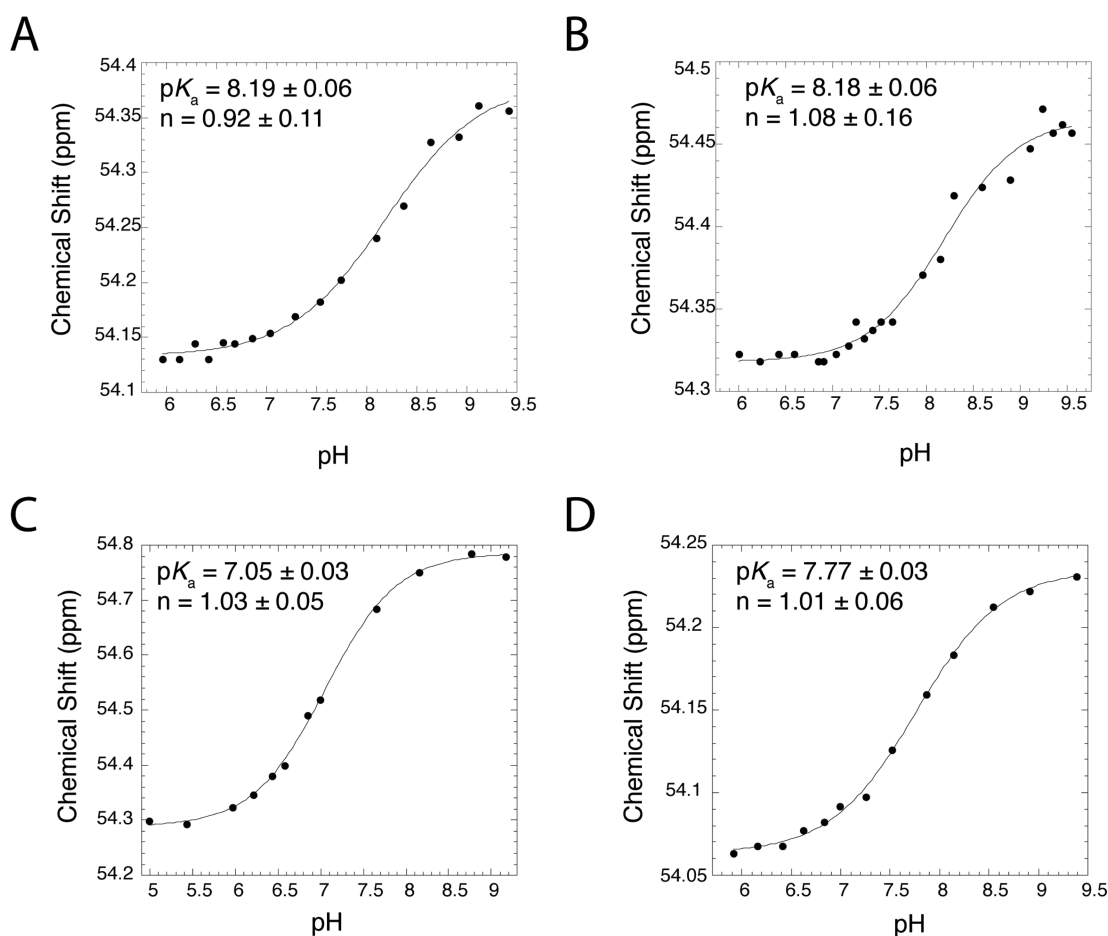 A
pKa = 8.19 ± 0.06
n = 0.92 ± 0.11
Chemical Shift (ppm)
54.4
54.35
54.3
54.25
54.2
54.15
54.1
6 6.5 7 7.5 8 8.5 9 9.5
pH
B
pKa = 8.18 ± 0.06
n = 1.08 ± 0.16
Chemical Shift (ppm)
54.5
54.45
54.4
54.35
54.3
6 6.5 7 7.5 8 8.5 9 9.5
pH
C
pKa = 7.05 ± 0.03
n = 1.03 ± 0.05
Chemical Shift (ppm)
54.8
54.7
54.6
54.5
54.4
54.3
54.2
5 5.5 6 6.5 7 7.5 8 8.5 9
pH
D
pKa = 7.77 ± 0.03
n = 1.01 ± 0.06
Chemical Shift (ppm)
54.25
54.2
54.15
54.1
54.05
6 6.5 7 7.5 8 8.5 9 9.5
pH